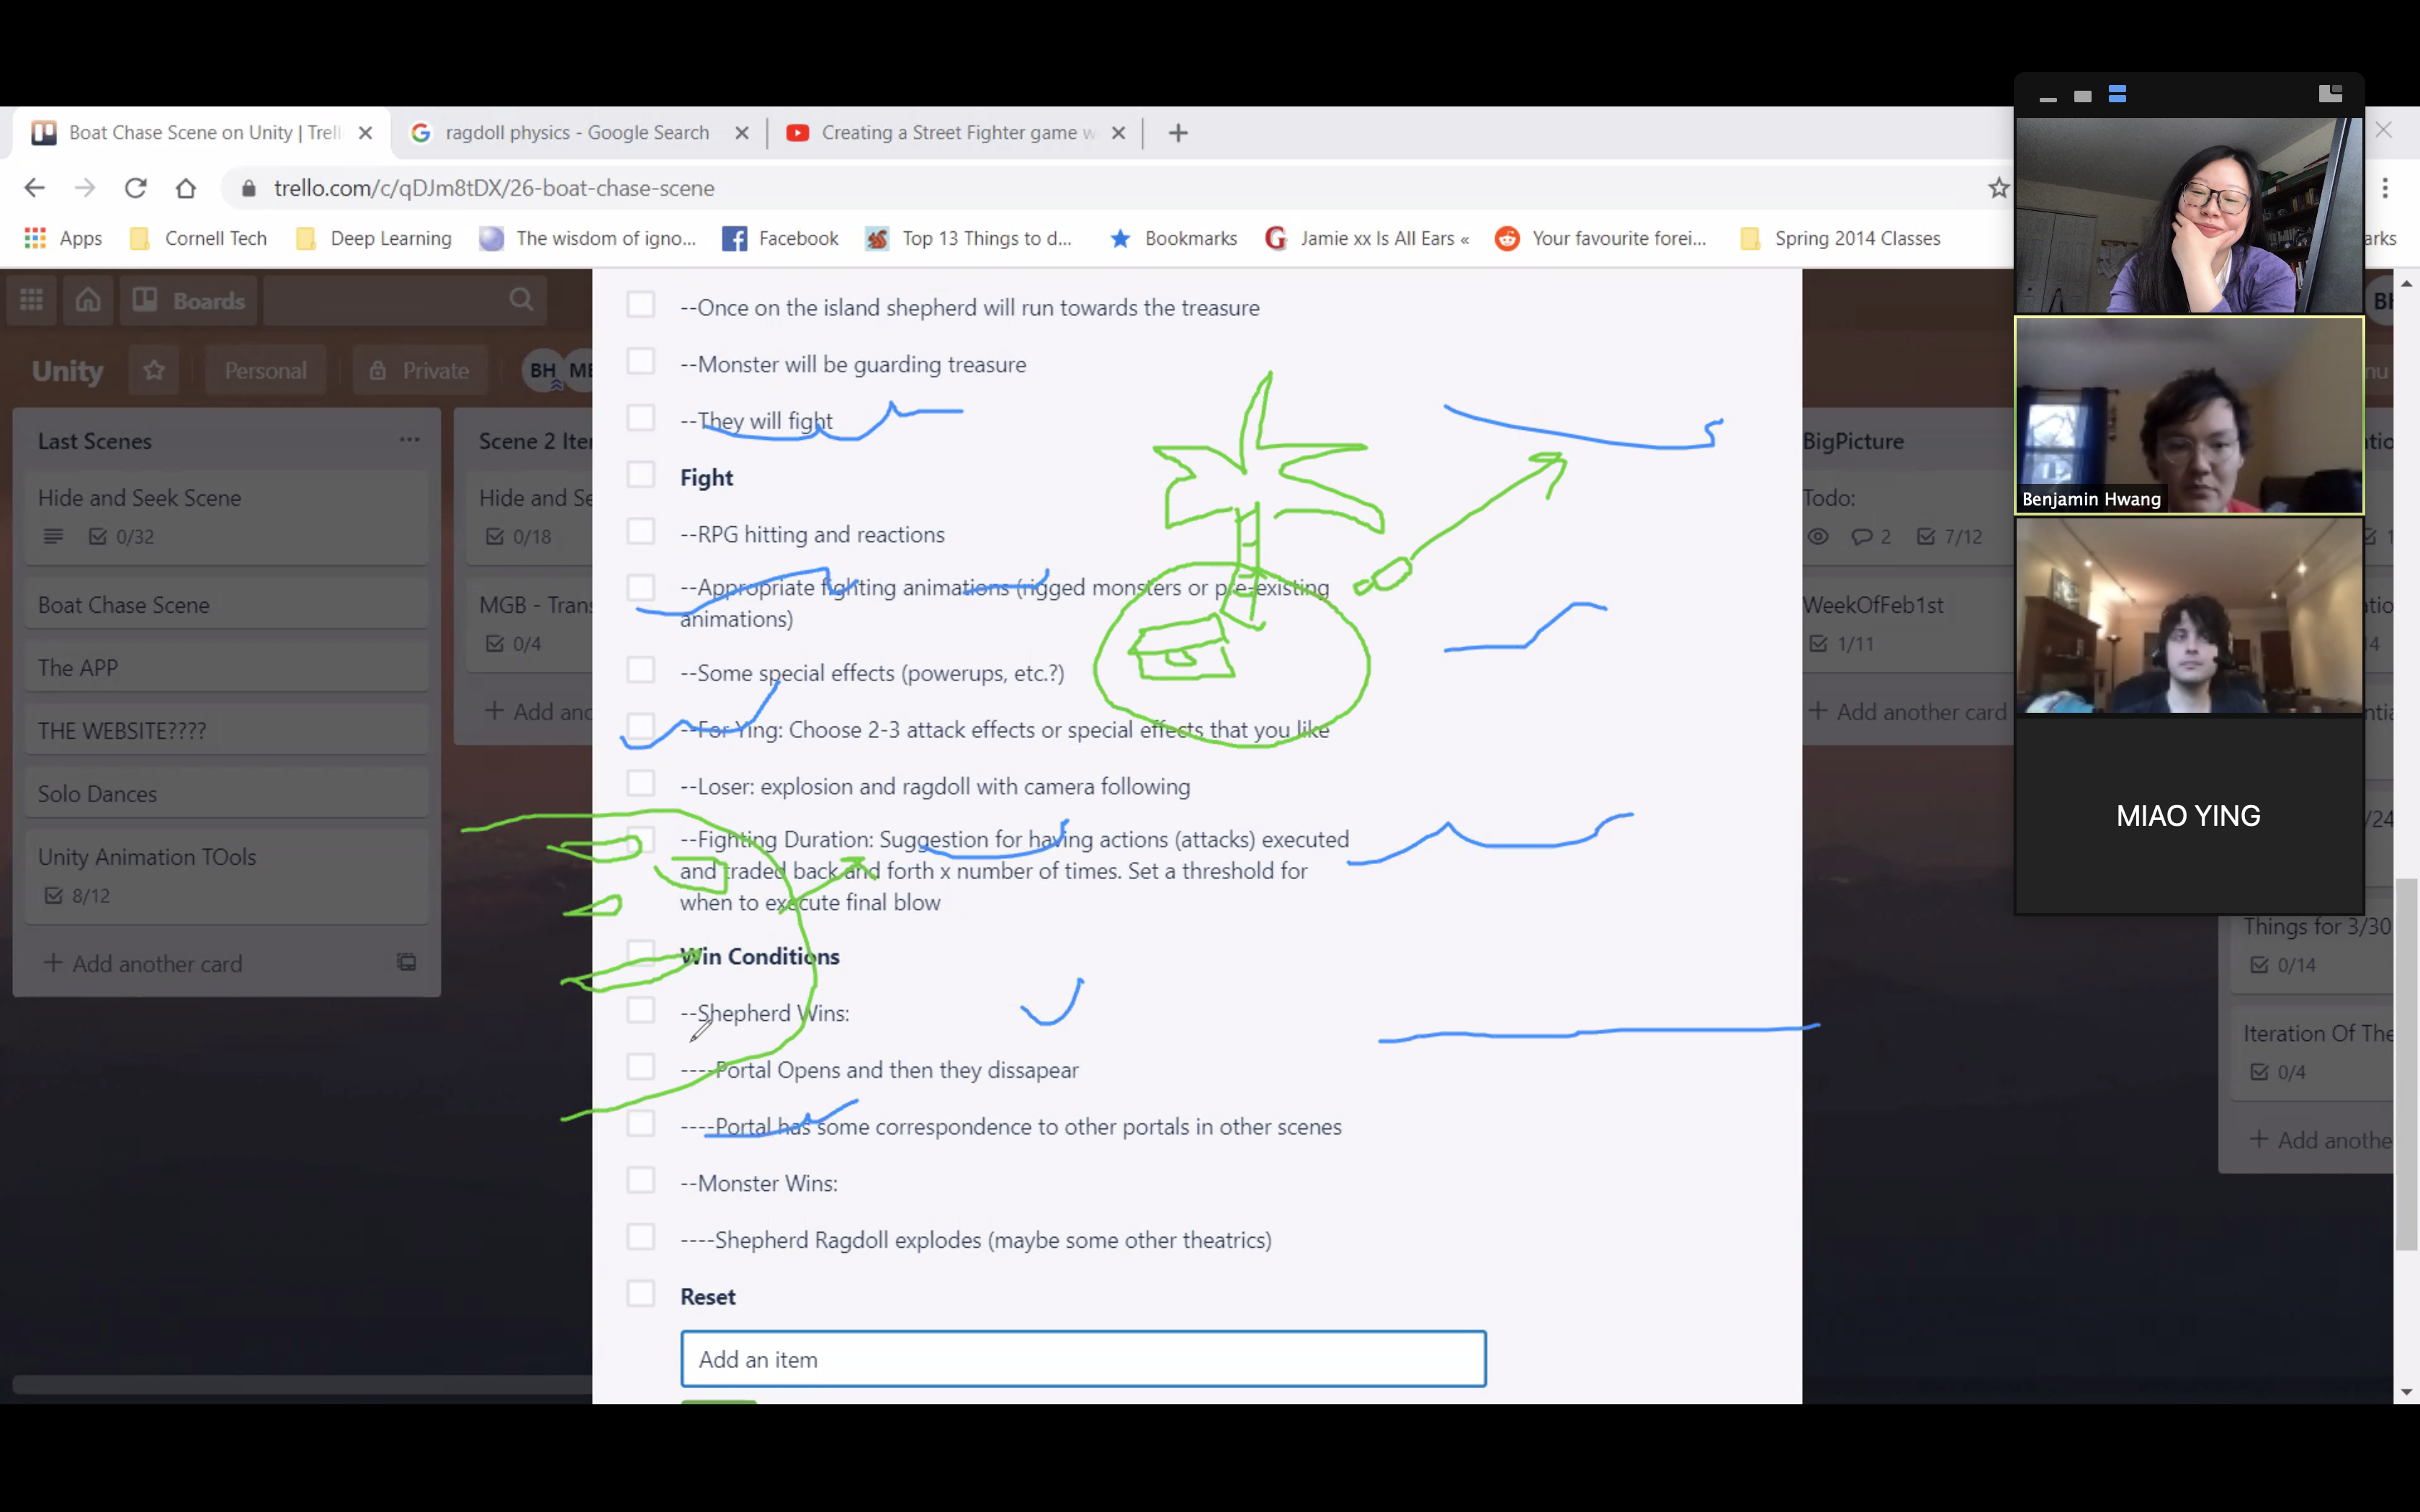 Boat Chase Scene on Unity | Trell
ragdoll physics - Google Search
Creating a Street Fighter game w
trello.com/c/qDJm8tDX/26-boat-chase-scene
Apps
Cornell Tech
Deep Learning
The wisdom of igno...
Facebook
Top 13 Things to d...
Bookmarks
Jamie xx Is All Ears «
Your favourite forei...
Spring 2014 Classes
arks
Boards
Unity
Personal
Private
BH
Last Scenes
Hide and Seek Scene
0/32
Boat Chase Scene
The APP
THE WEBSITE????
Solo Dances
Unity Animation TOols
8/12
+ Add another card
Scene 2 Iter
Hide and Se
0/18
MGB - Trans
0/4
+ Add ano
--Once on the island shepherd will run towards the treasure
--Monster will be guarding treasure
--They will fight
Fight
--RPG hitting and reactions
--Appropriate fighting animations (rigged monsters or pre-existing
animations)
--Some special effects (powerups, etc.?)
--For Ying: Choose 2-3 attack effects or special effects that you like
--Loser: explosion and ragdoll with camera following
--Fighting Duration: Suggestion for having actions (attacks) executed
and traded back and forth x number of times. Set a threshold for
when to execute final blow
Win Conditions
--Shepherd Wins:
----Portal Opens and then they dissapear
----Portal has some correspondence to other portals in other scenes
--Monster Wins:
----Shepherd Ragdoll explodes (maybe some other theatrics)
Reset
Add an item
BigPicture
Todo:
2
7/12
WeekOfFeb1st
1/11
+ Add another card
Benjamin Hwang
MIAO YING
/24
Things for 3/30
0/14
Iteration Of The
0/4
+ Add anothe